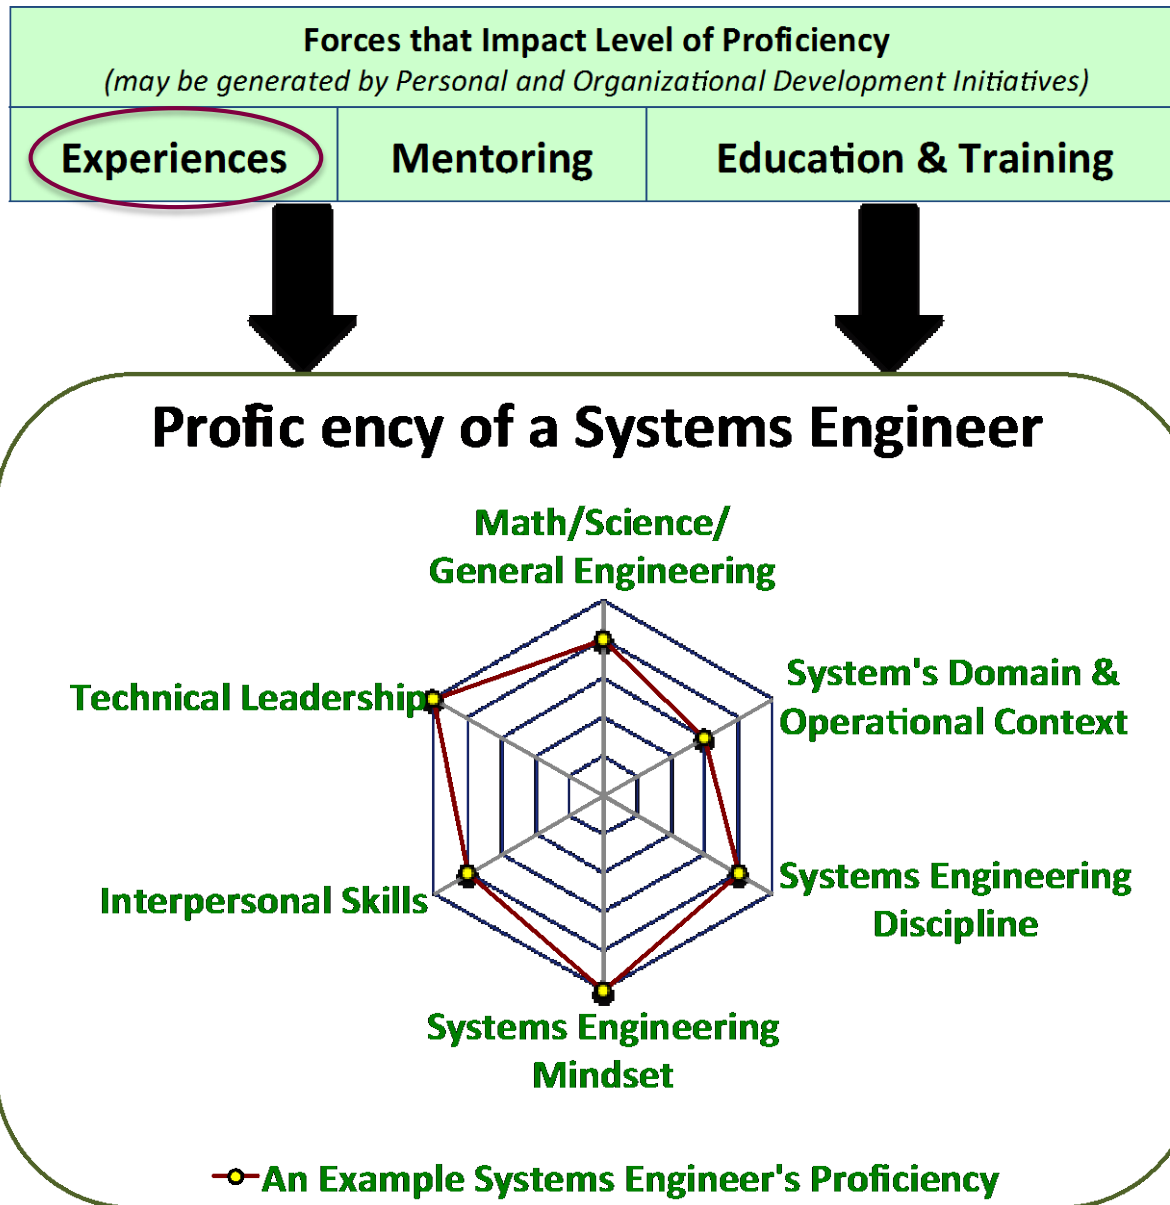 Forces that Impact Level of Proficiency
(may be generated by Personal and Organizational Development Initiatives)
Experiences
Mentoring
Education & Training
Profic ency of a Systems Engineer
Math/Science/
General Engineering
System's Domain &
Operational Context
Technical Leadership
Interpersonal Skills
Systems Engineering
Discipline
Systems Engineering
Mindset
An Example Systems Engineer's Proficiency